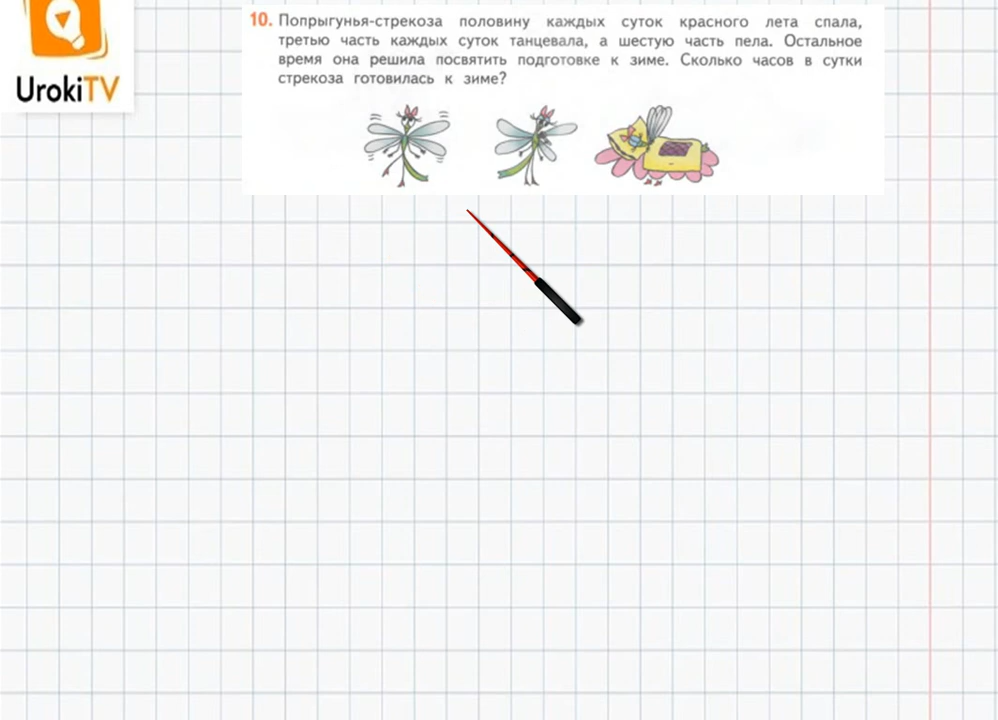 UrokiTV
10. Попрыгунья-стрекоза половину каждых суток красного лета спала,
третью часть каждых суток танцевала, а шестую часть пела. Остальное
время она решила посвятить подготовке к зиме. Сколько часов в сутки
стрекоза готовилась к зиме?